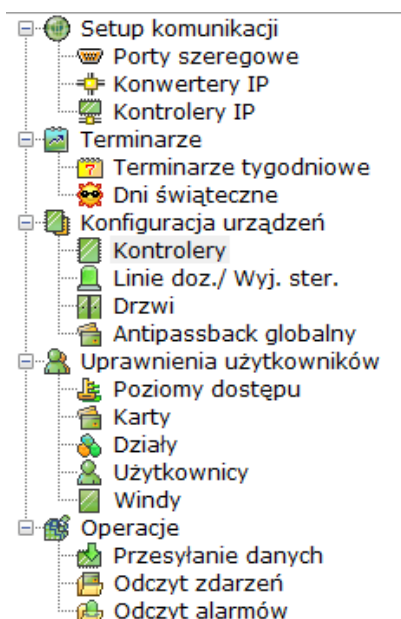 Setup komunikacji
Porty szeregowe
Konwertery IP
Kontrolery IP
Terminarze
Terminarze tygodniowe
Dni świąteczne
Konfiguracja urządzeń
Kontrolery
Linie doz./ Wyj. ster.
Drzwi
Antipassback globalny
Uprawnienia użytkowników
Poziomy dostępu
Karty
Działy
Użytkownicy
Windy
Operacje
Przesyłanie danych
Odczyt zdarzeń
Odczyt alarmów